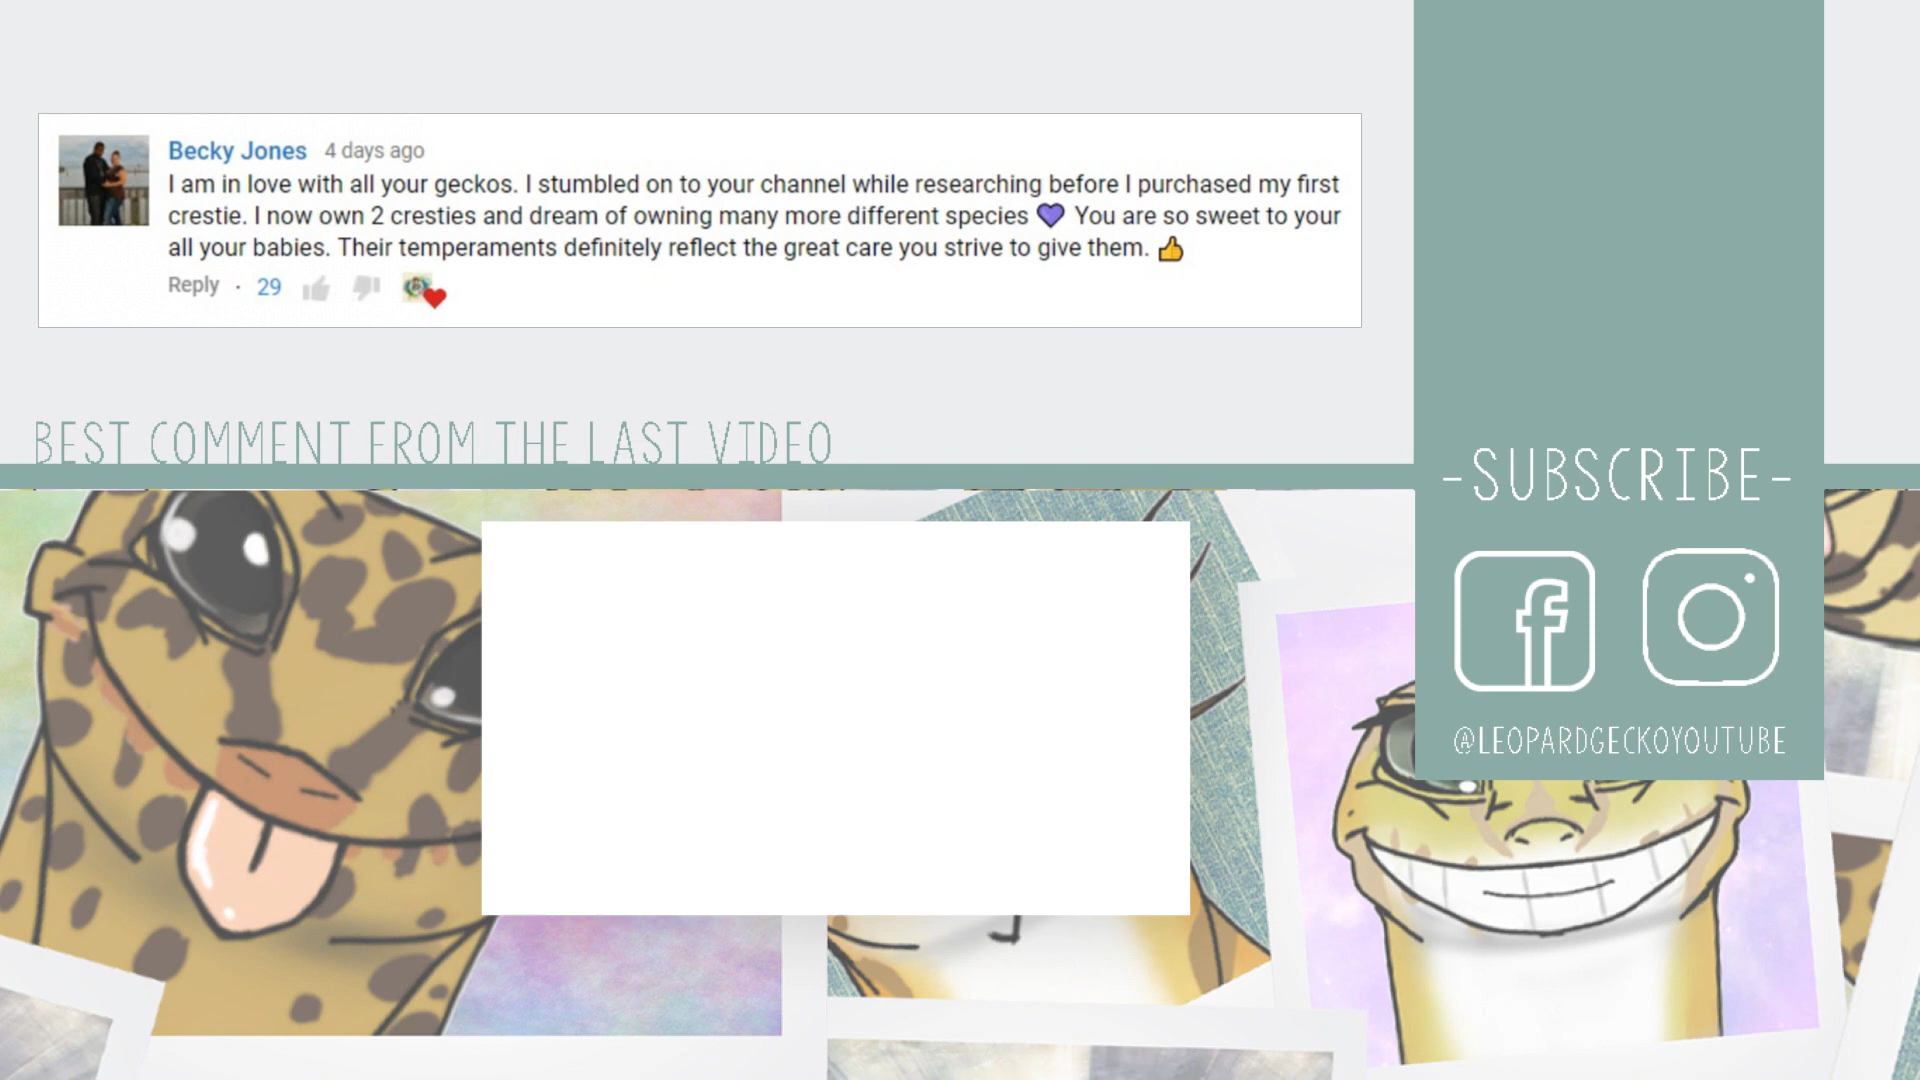 Becky Jones 4 days ago
I am in love with all your geckos. I stumbled on to your channel while researching before I purchased my first
crestie. I now own 2 cresties and dream of owning many more different species 💜 You are so sweet to your
all your babies. Their temperaments definitely reflect the great care you strive to give them. 👍
Reply · 29
BEST COMMENT FROM THE LAST VIDEO
-SUBSCRIBE-
@LEOPARDGECKOYOUTUBE